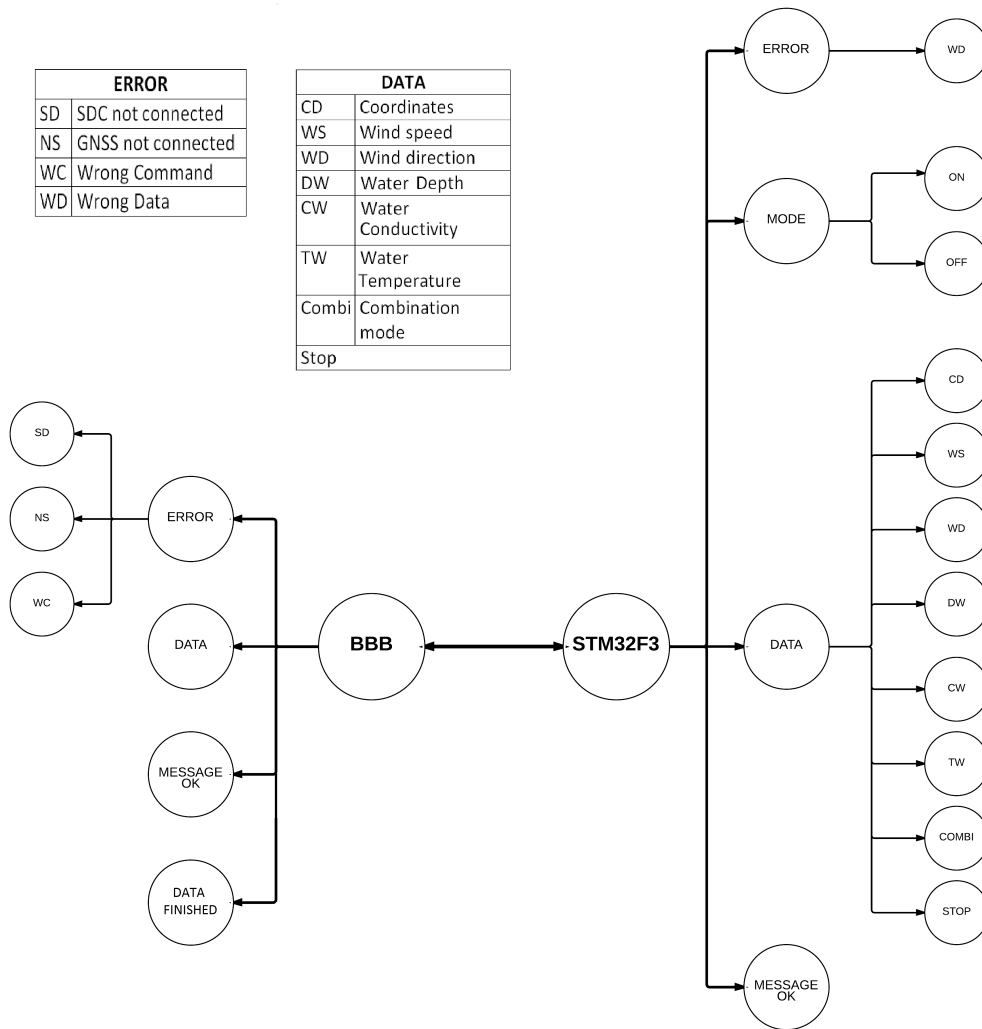 ERROR
SD SDC not connected
NS GNSS not connected
WC Wrong Command
WD Wrong Data
DATA
CD Coordinates
WS Wind speed
WD Wind direction
DW Water Depth
CW Water
Conductivity
TW Water
Temperature
Combi Combination
mode
Stop
SD
NS
WC
ERROR
DATA
MESSAGE
OK
DATA
FINISHED
BBB
STM32F3
ERROR
WD
MODE
ON
OFF
DATA
CD
WS
WD
DW
CW
TW
COMBI
STOP
MESSAGE
OK